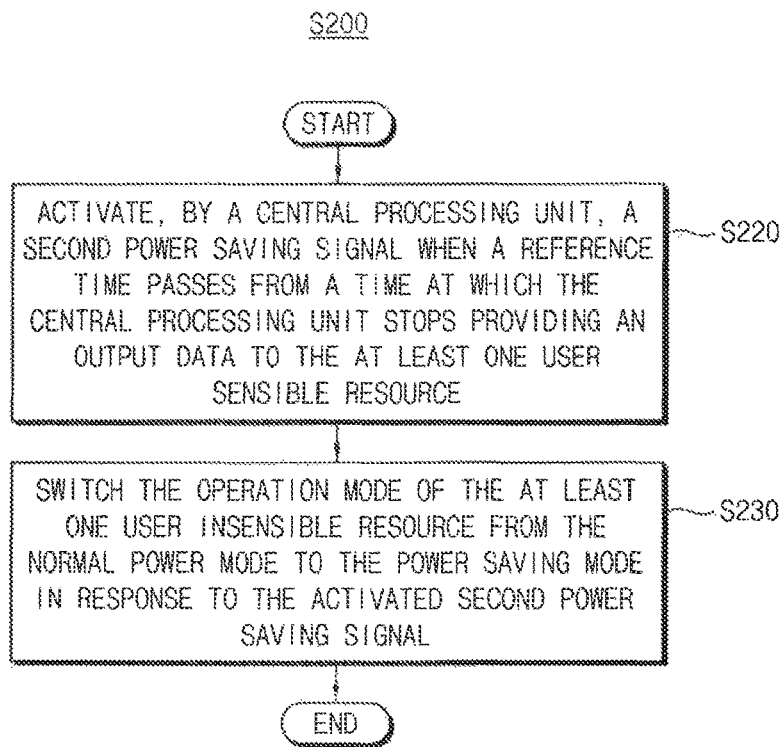 S200
START
ACTIVATE, BY A CENTRAL PROCESSING UNIT, A
SECOND POWER SAVING SIGNAL WHEN A REFERENCE
TIME PASSES FROM A TIME AT WHICH THE
CENTRAL PROCESSING UNIT STOPS PROVIDING AN
OUTPUT DATA TO THE AT LEAST ONE USER
SENSIBLE RESOURCE
S220
SWITCH THE OPERATION MODE OF THE AT LEAST
ONE USER INSENSIBLE RESOURCE FROM THE
NORMAL POWER MODE TO THE POWER SAVING MODE
IN RESPONSE TO THE ACTIVATED SECOND POWER
SAVING SIGNAL
S230
END